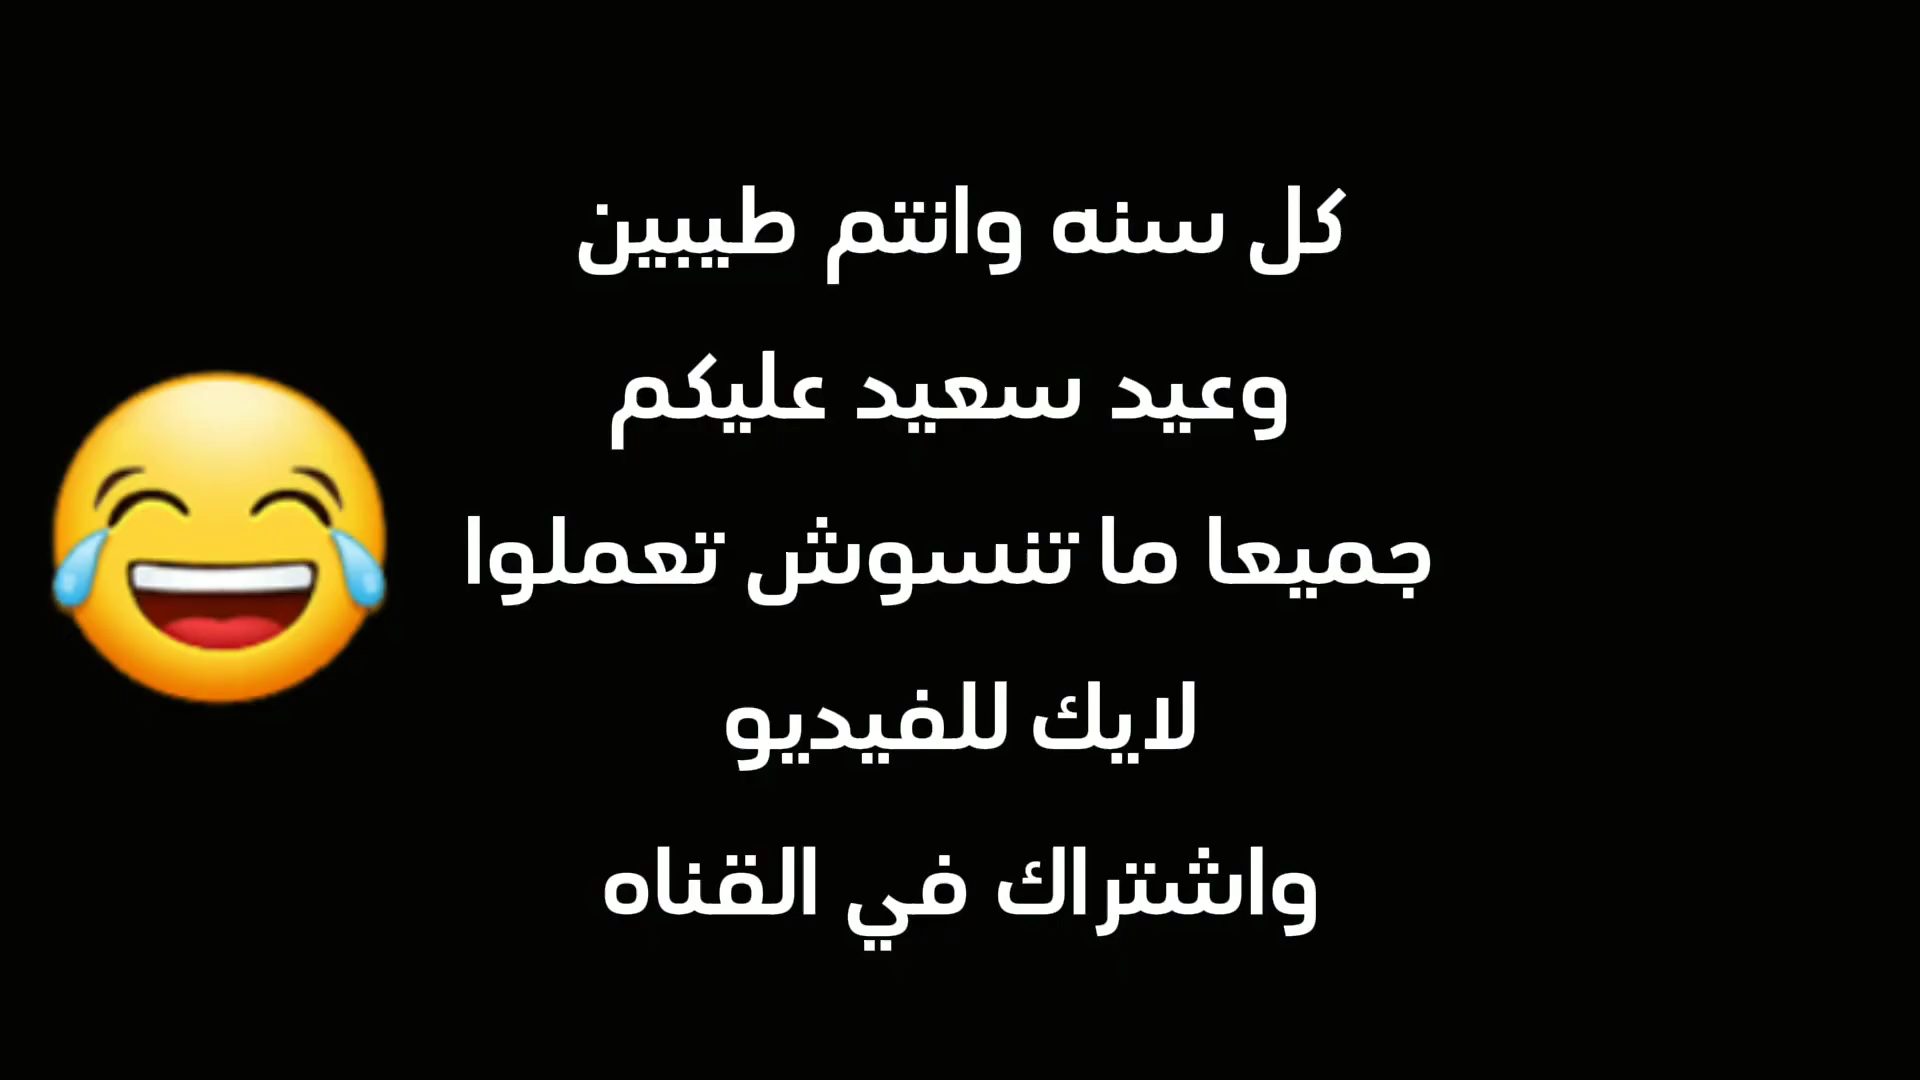 كل سنه وانتم طيبين
وعيد سعيد عليكم
جميعا ما تنسوش تعملوا
لايك للفيديو
واشتراك في القناه